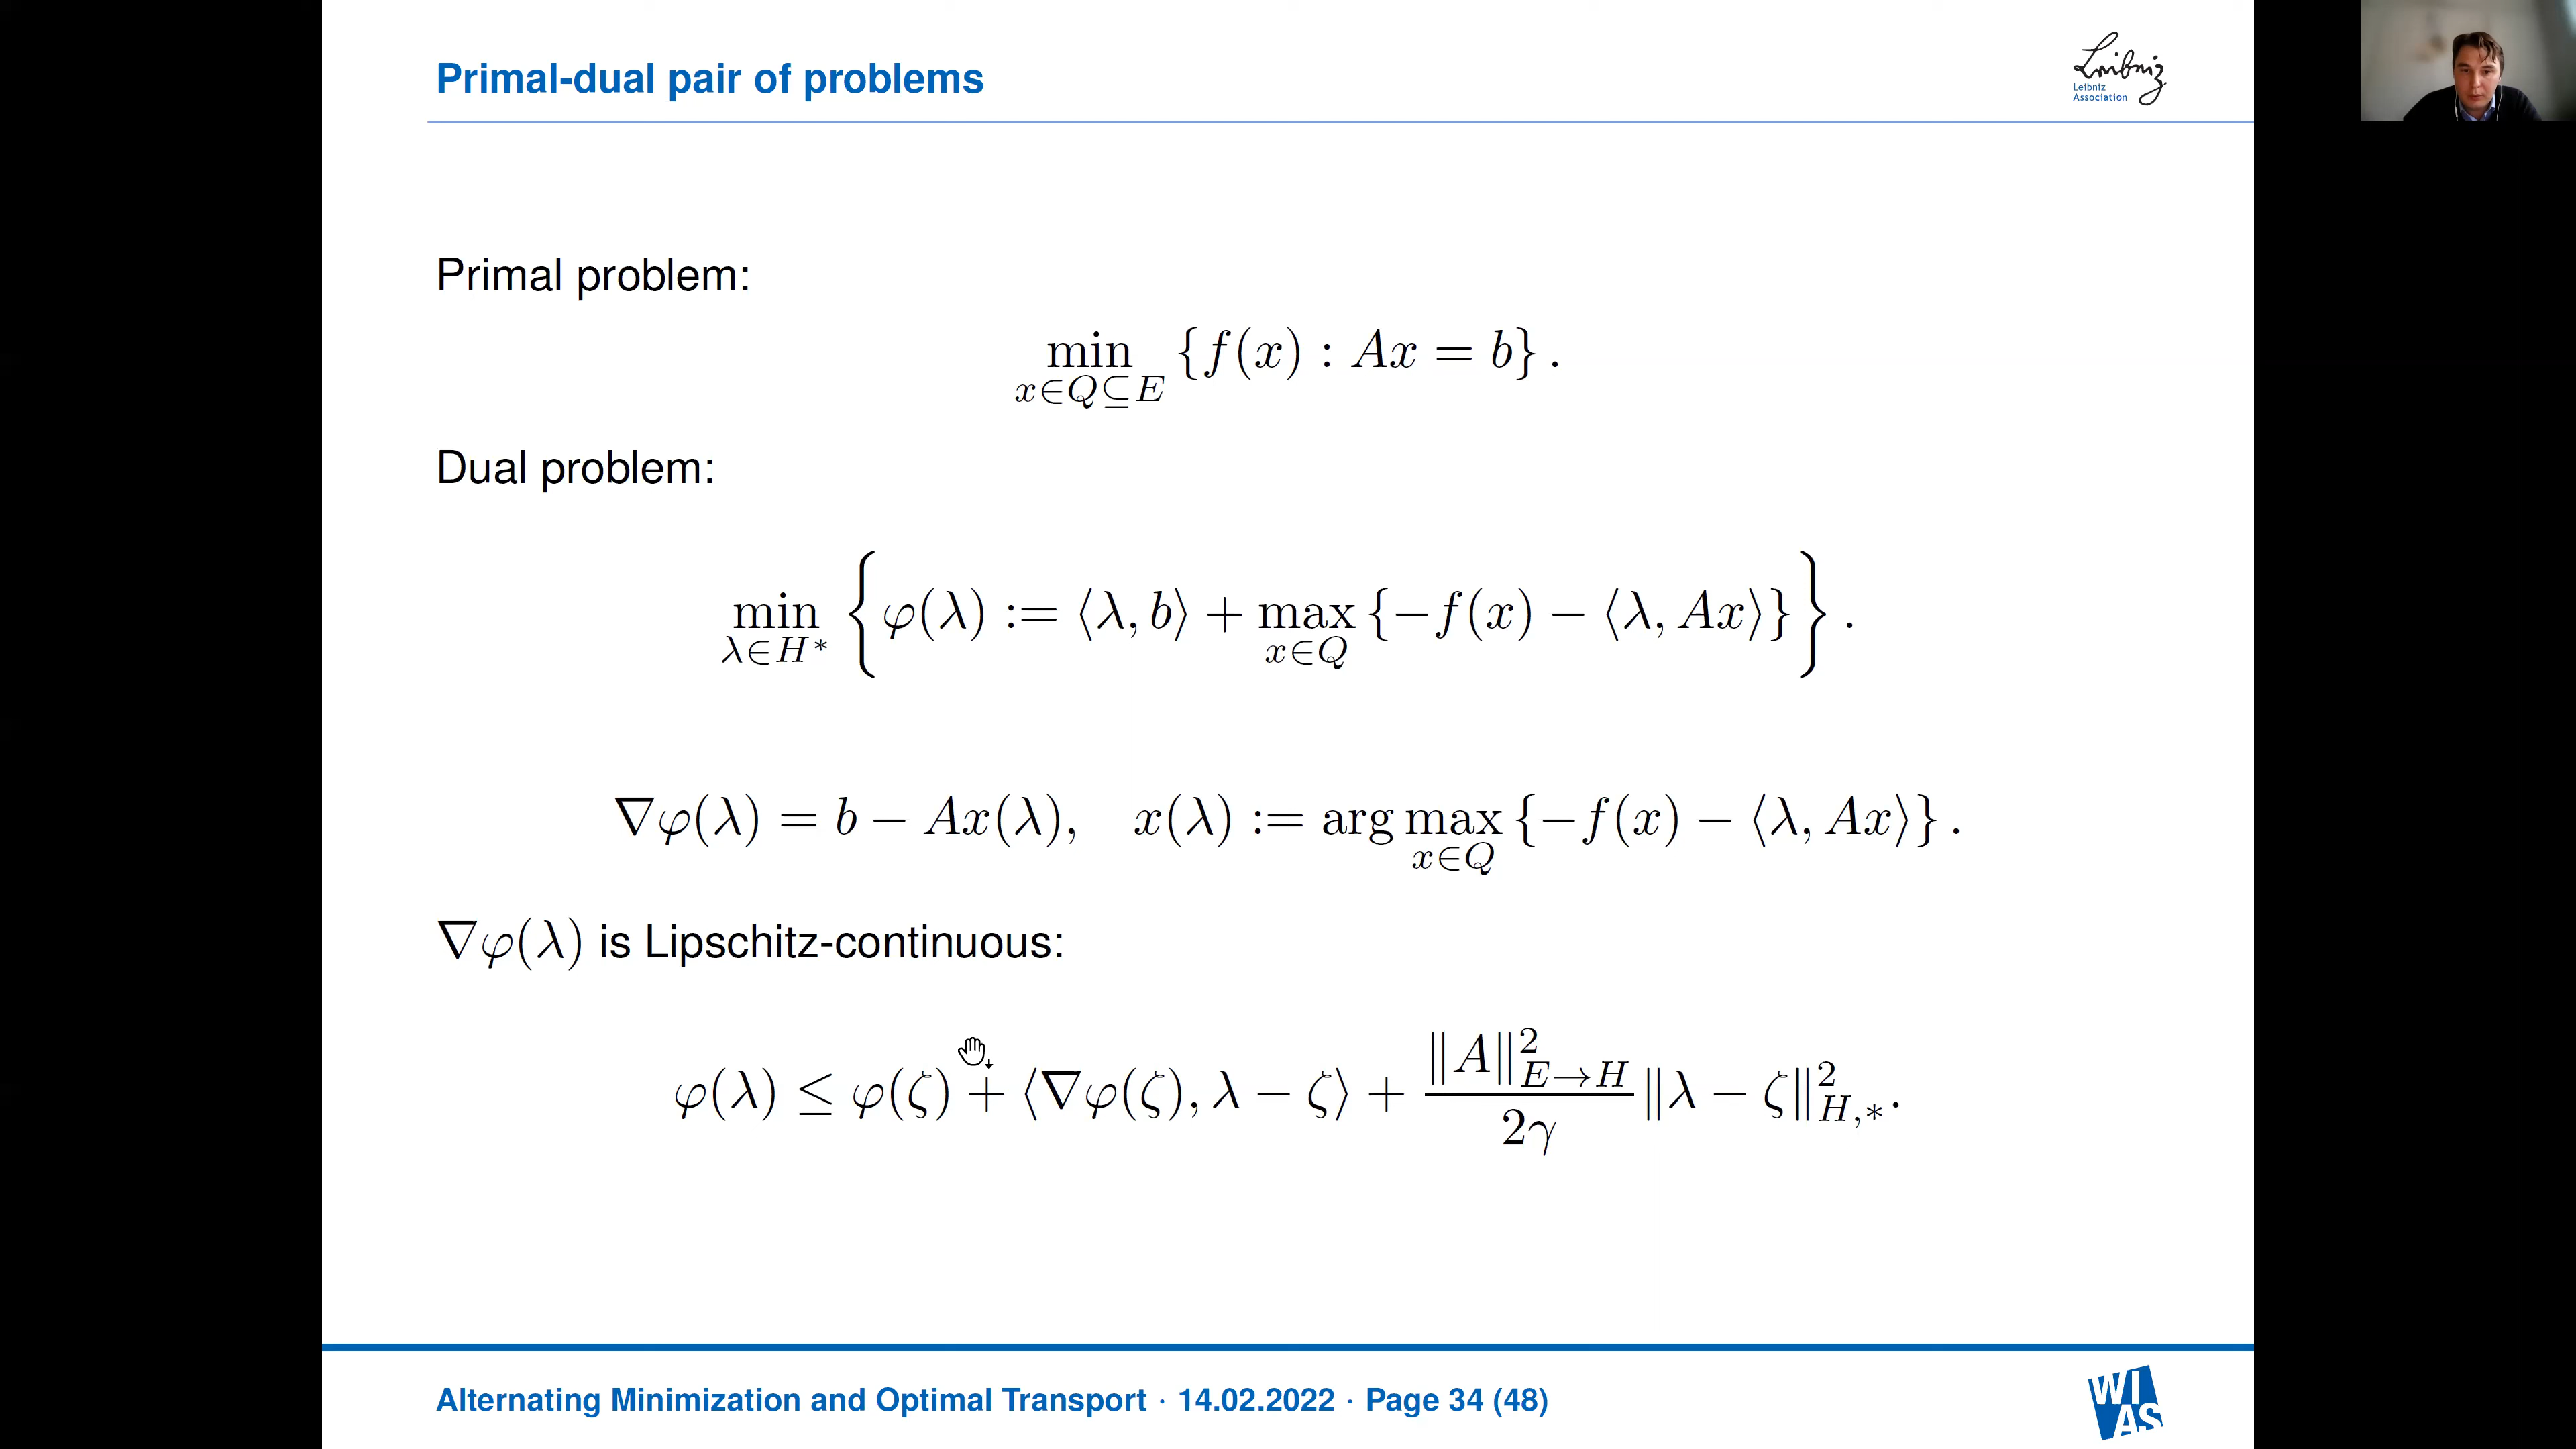 Primal-dual pair of problems
Leibniz
Leibniz
Association
Primal problem:
min_{x∈Q⊆E} {f(x) : Ax = b} .
Dual problem:
min_{λ∈H*} { φ(λ) := ⟨λ, b⟩ + max_{x∈Q} {−f(x) − ⟨λ, Ax⟩} } .
∇φ(λ) = b − Ax(λ),   x(λ) := arg max_{x∈Q} {−f(x) − ⟨λ, Ax⟩} .
∇φ(λ) is Lipschitz-continuous:
φ(λ) ≤ φ(ζ) + ⟨∇φ(ζ), λ − ζ⟩ + \frac{‖A‖²_{E→H}}{2γ} ‖λ − ζ‖²_{H,*}.
Alternating Minimization and Optimal Transport · 14.02.2022 · Page 34 (48)
WI
AS